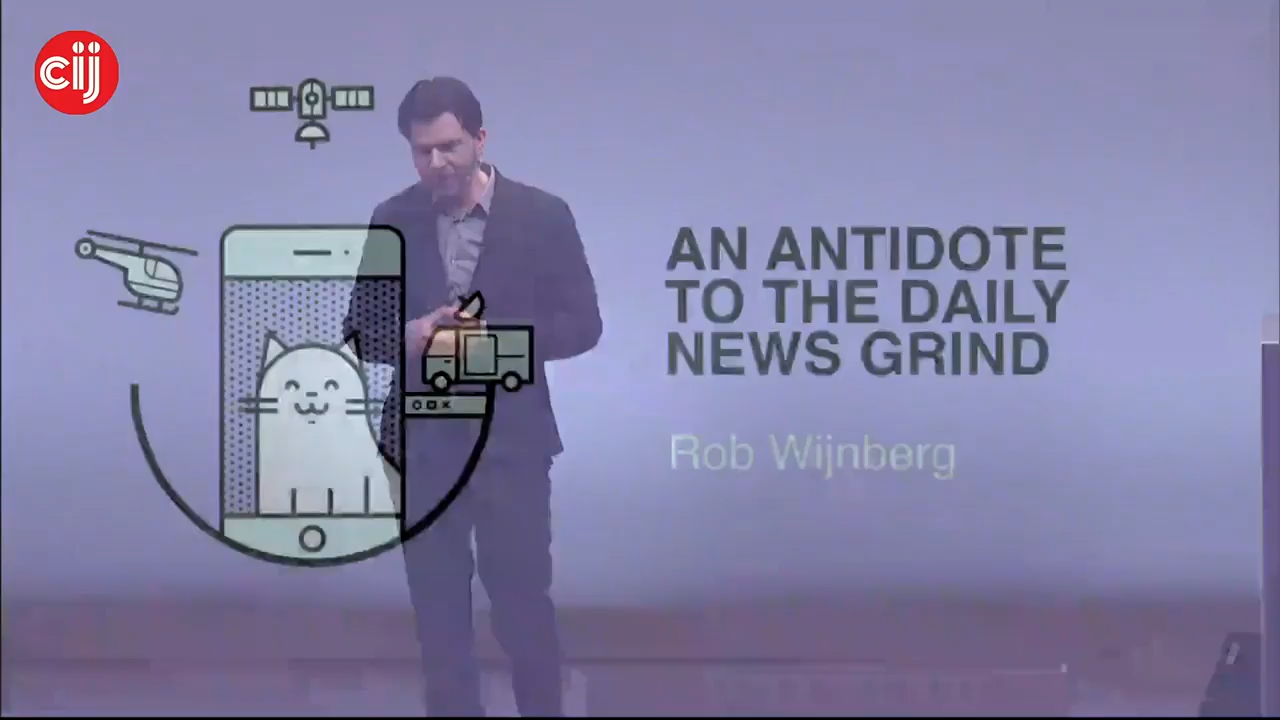 cij
AN ANTIDOTE
TO THE DAILY
NEWS GRIND
Rob Wijnberg